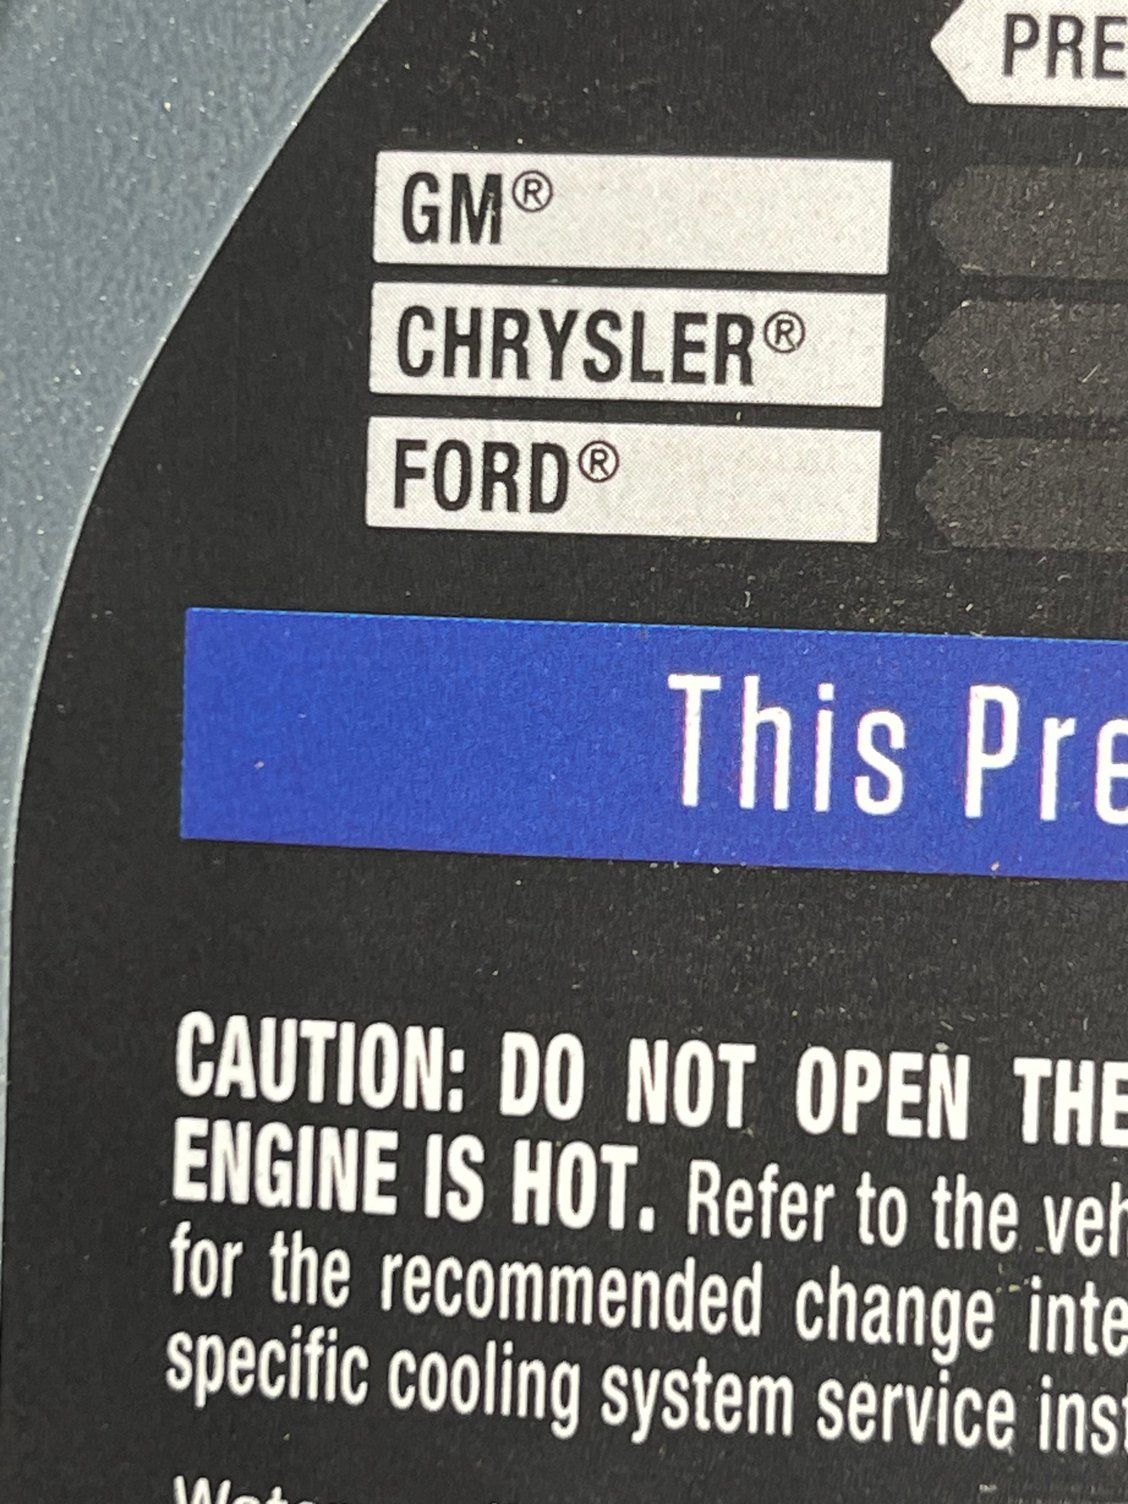 PRE
GM®
CHRYSLER®
FORD®
This Pre
CAUTION: DO NOT OPEN THE
ENGINE IS HOT. Refer to the veh
for the recommended change inte
specific cooling system service inst